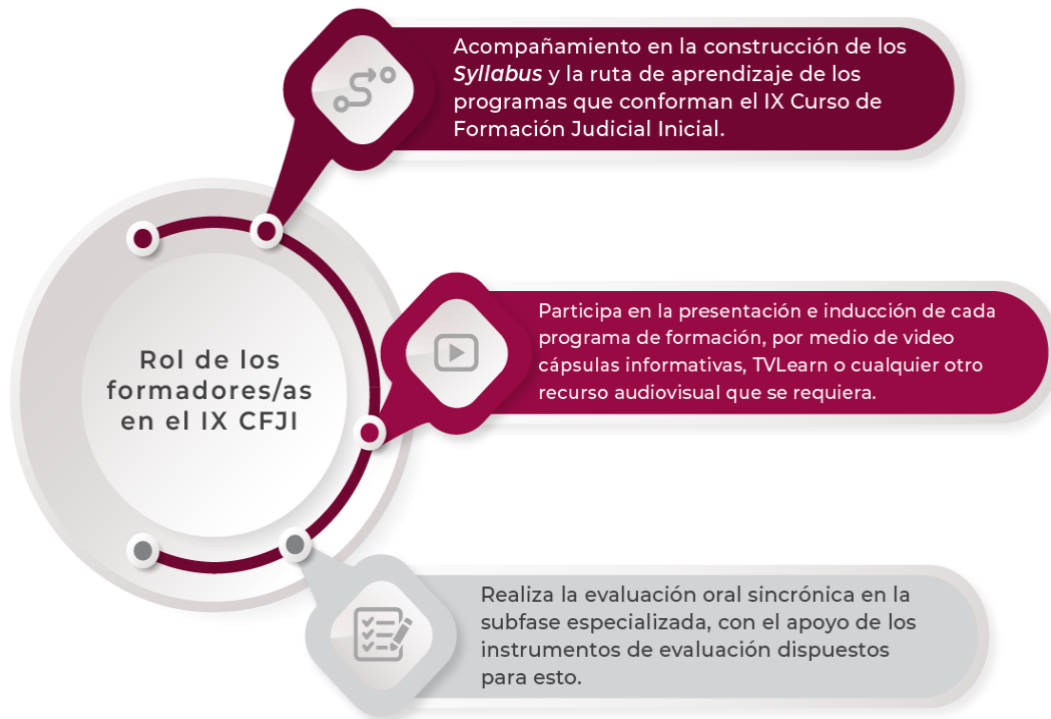 Acompañamiento en la construcción de los
Syllabus y la ruta de aprendizaje de los
programas que conforman el IX Curso de
Formación Judicial Inicial.
Rol de los
formadores/as
en el IX CFJI
Participa en la presentación e inducción de cada
programa de formación, por medio de video
cápsulas informativas, TVLearn o cualquier otro
recurso audiovisual que se requiera.
Realiza la evaluación oral sincrónica en la
subfase especializada, con el apoyo de los
instrumentos de evaluación dispuestos
para esto.